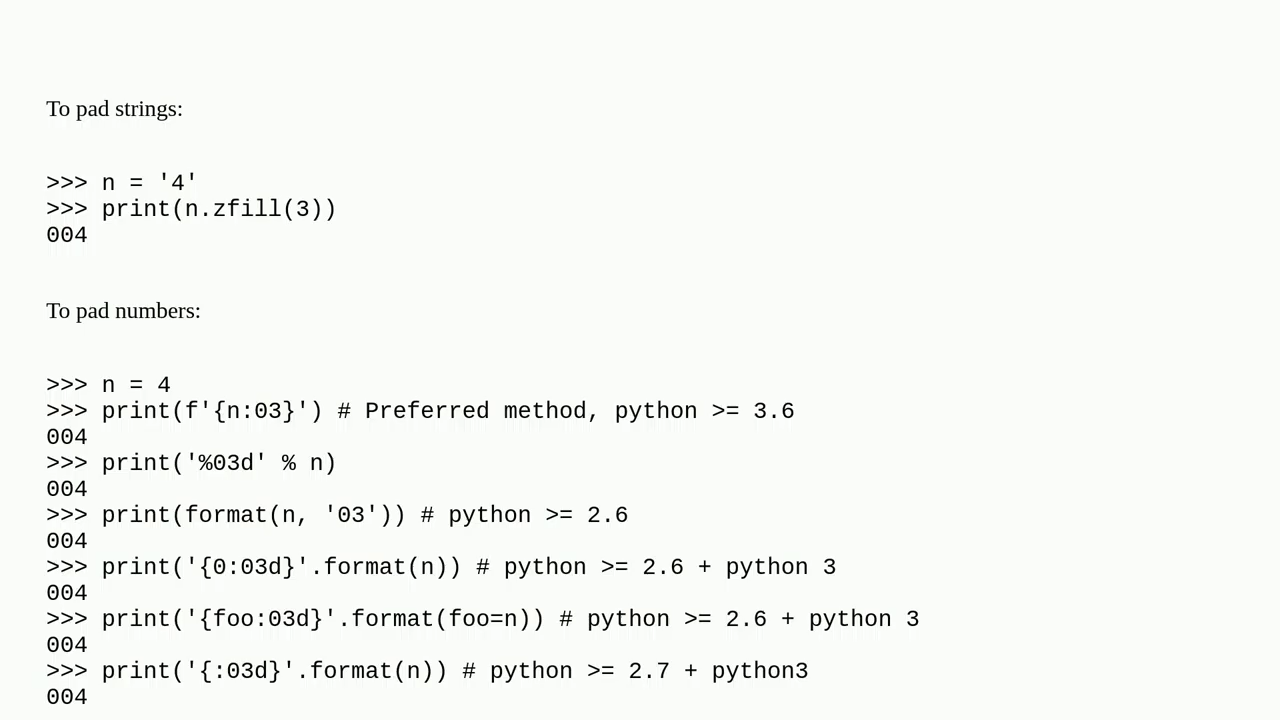 To pad strings:
>>> n = '4'
>>> print(n.zfill(3))
004
To pad numbers:
>>> n = 4
>>> print(f'{n:03}') # Preferred method, python >= 3.6
004
>>> print('%03d' % n)
004
>>> print(format(n, '03')) # python >= 2.6
004
>>> print('{0:03d}'.format(n)) # python >= 2.6 + python 3
004
>>> print('{foo:03d}'.format(foo=n)) # python >= 2.6 + python 3
004
>>> print('{:03d}'.format(n)) # python >= 2.7 + python3
004